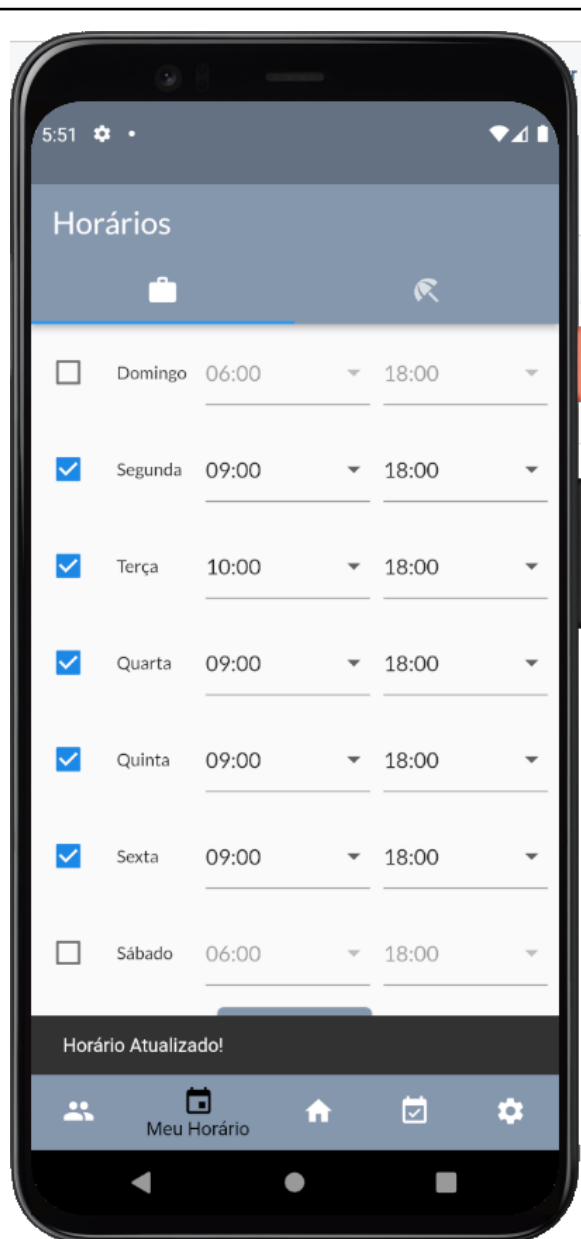 5:51
Horários
Domingo 06:00 18:00
Segunda 09:00 18:00
Terça 10:00 18:00
Quarta 09:00 18:00
Quinta 09:00 18:00
Sexta 09:00 18:00
Sábado 06:00 18:00
Horário Atualizado!
Meu Horário